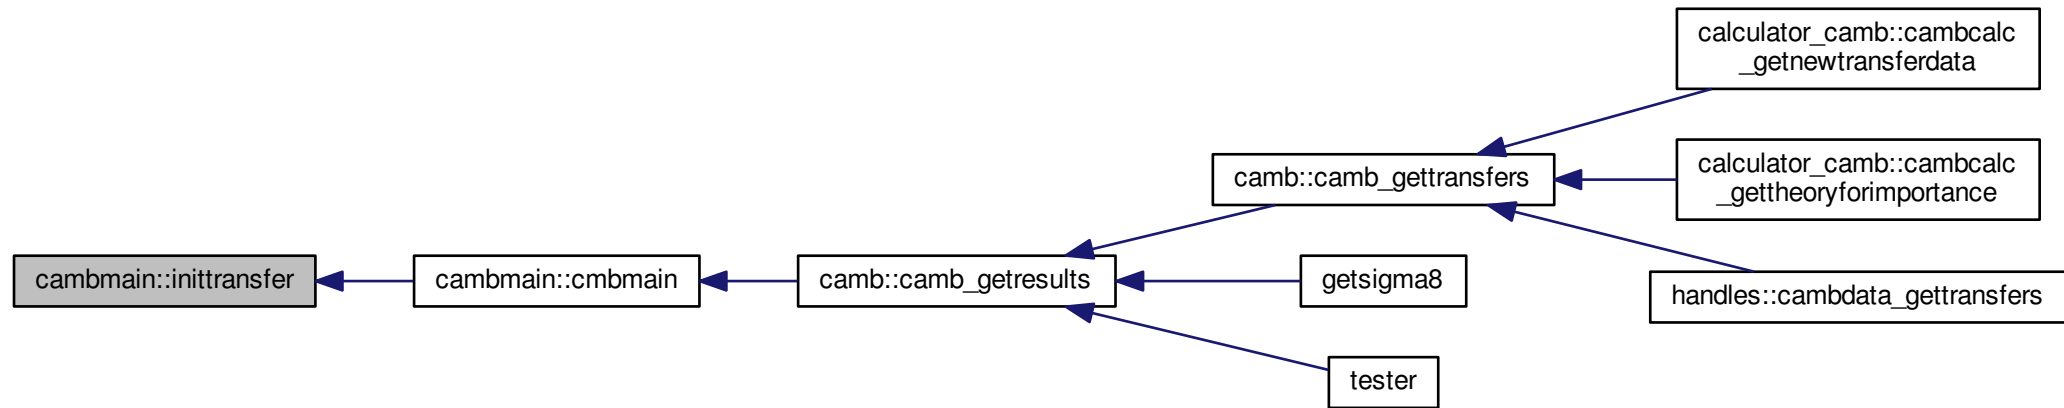 cambmain::inittransfer
cambmain::cmbmain
camb::camb_getresults
camb::camb_gettransfers
calculator_camb::cambcalc
_getnewtransferdata
calculator_camb::cambcalc
_gettheoryforimportance
handles::cambdata_gettransfers
getsigma8
tester